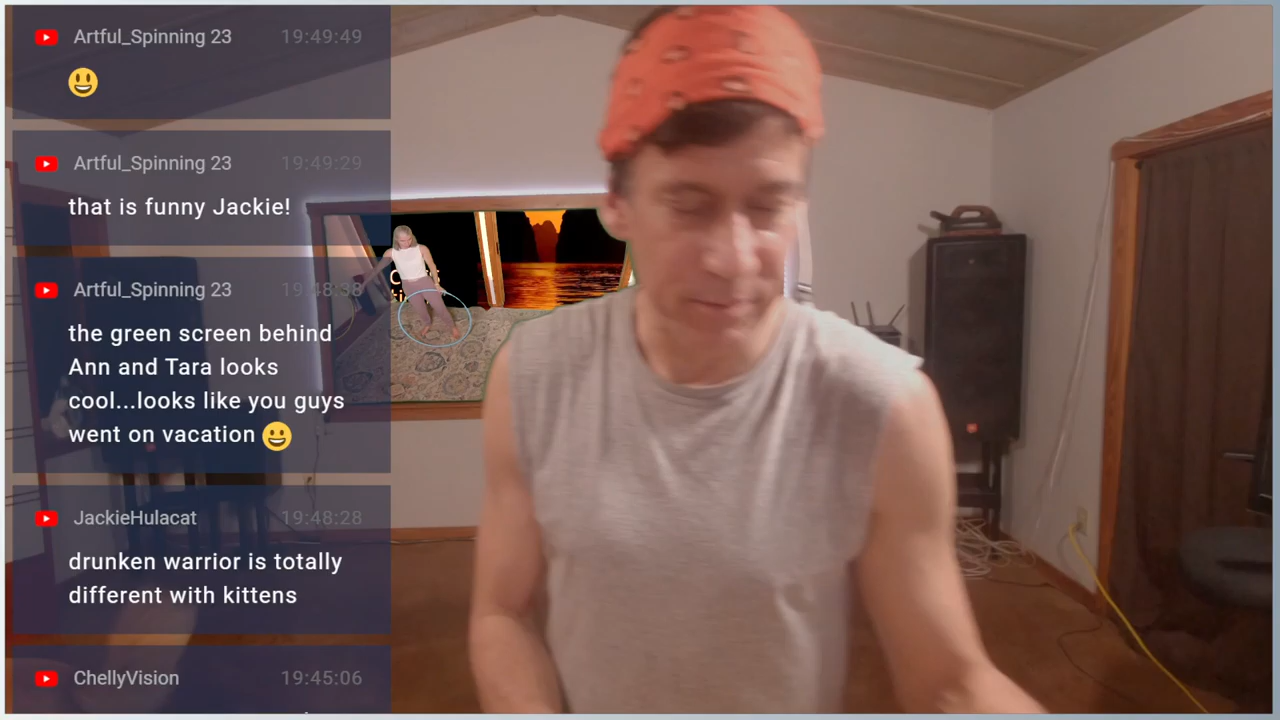 Artful_Spinning 23 19:49:49
😃
Artful_Spinning 23 19:49:29
that is funny Jackie!
Artful_Spinning 23 19:48:38
the green screen behind
Ann and Tara looks
cool...looks like you guys
went on vacation 😀
JackieHulacat 19:48:28
drunken warrior is totally
different with kittens
ChellyVision 19:45:06